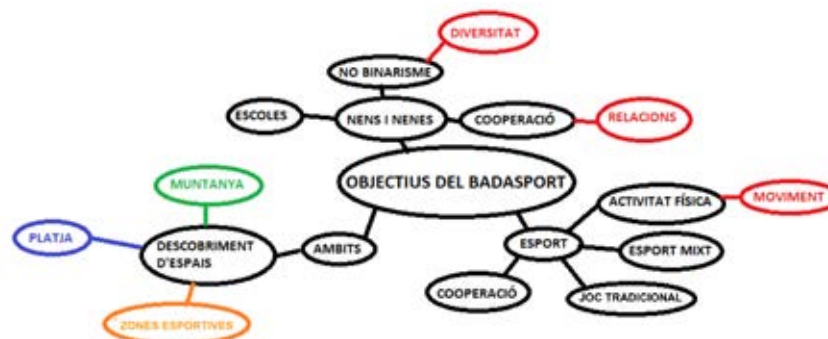 DIVERSITAT
NO BINARISME
ESCOLES
NENS I NENES
COOPERACIÓ
RELACIONS
OBJECTIUS DEL BADASPORT
MUNTANYA
ACTIVITAT FÍSICA
MOVIMENT
PLATJA
DESCOBRIMENT
D'ESPAIS
AMBITS
ESPORT
ESPORT MIXT
COOPERACIÓ
JOC TRADICIONAL
ZONES ESPORTIVES